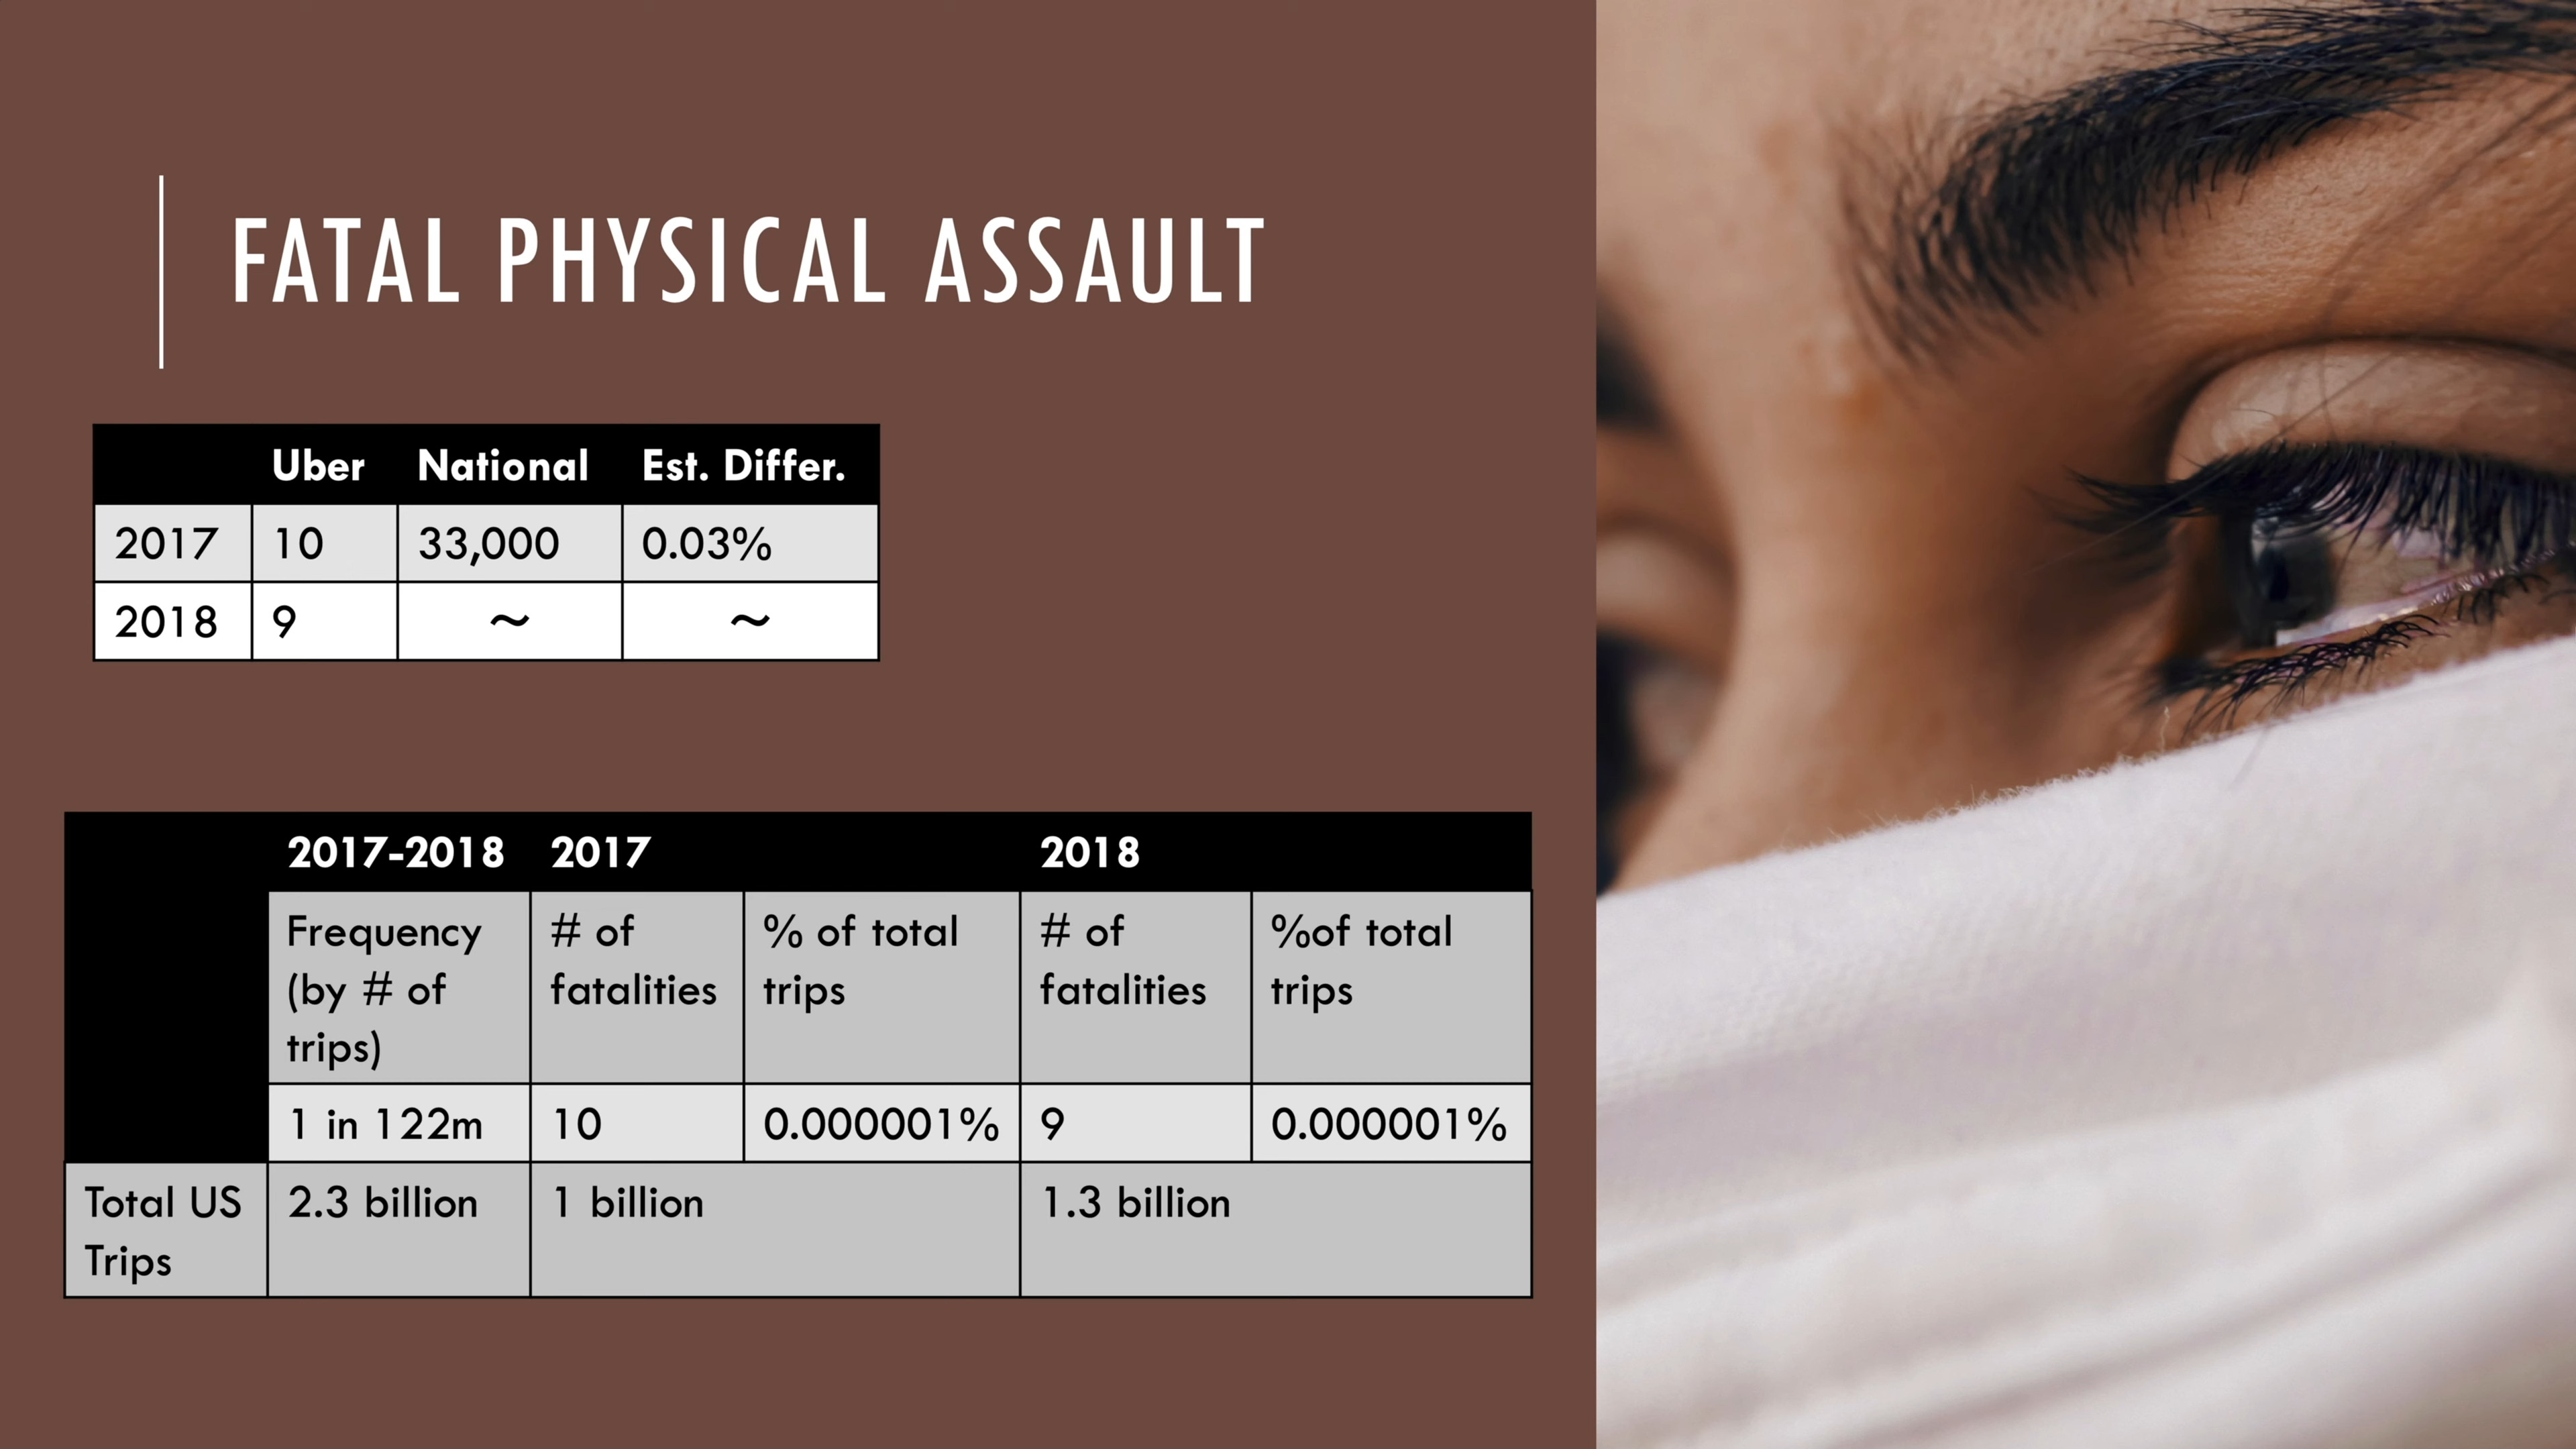 FATAL PHYSICAL ASSAULT
Uber National Est. Differ.
2017 10 33,000 0.03%
2018 9 ~ ~
2017-2018 2017 2018
Frequency (by # of trips) # of fatalities % of total trips # of fatalities %of total trips
1 in 122m 10 0.000001% 9 0.000001%
Total US Trips 2.3 billion 1 billion 1.3 billion